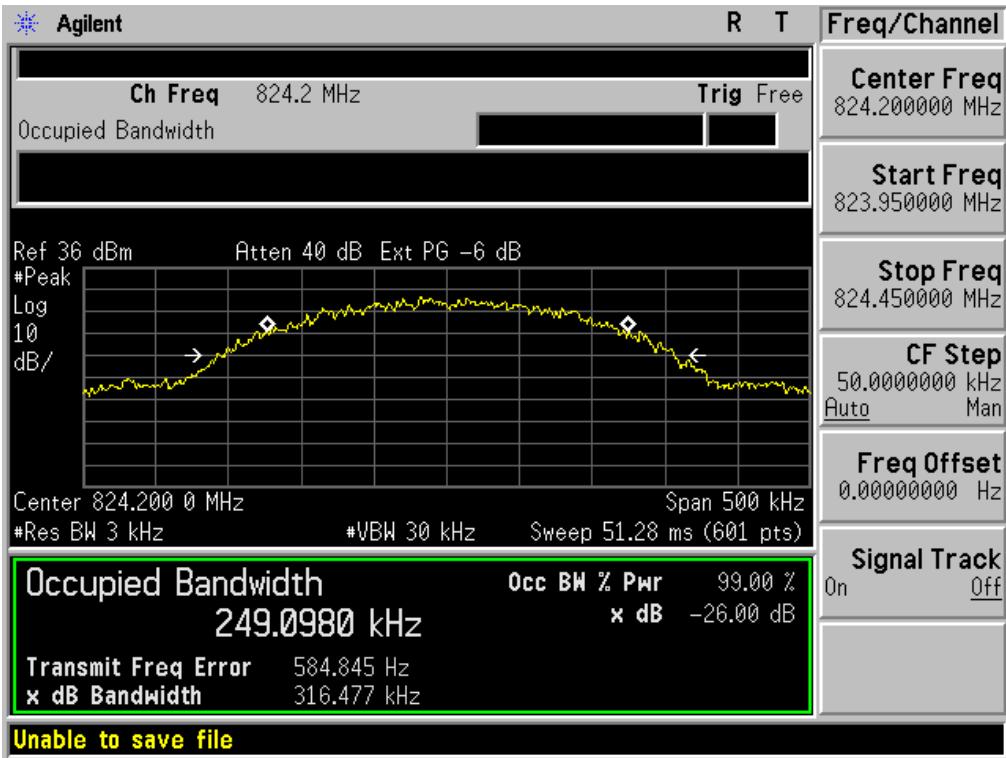 Agilent R T
Ch Freq 824.2 MHz Trig Free
Occupied Bandwidth
Ref 36 dBm Atten 40 dB Ext PG -6 dB
#Peak
Log
10
dB/
Center 824.200 0 MHz Span 500 kHz
#Res BW 3 kHz #VBW 30 kHz Sweep 51.28 ms (601 pts)
Occupied Bandwidth
249.0980 kHz
Occ BW % Pwr 99.00 %
x dB -26.00 dB
Transmit Freq Error 584.845 Hz
x dB Bandwidth 316.477 kHz
Unable to save file
Freq/Channel
Center Freq
824.200000 MHz
Start Freq
823.950000 MHz
Stop Freq
824.450000 MHz
CF Step
50.0000000 kHz
Auto Man
Freq Offset
0.00000000 Hz
Signal Track
On Off